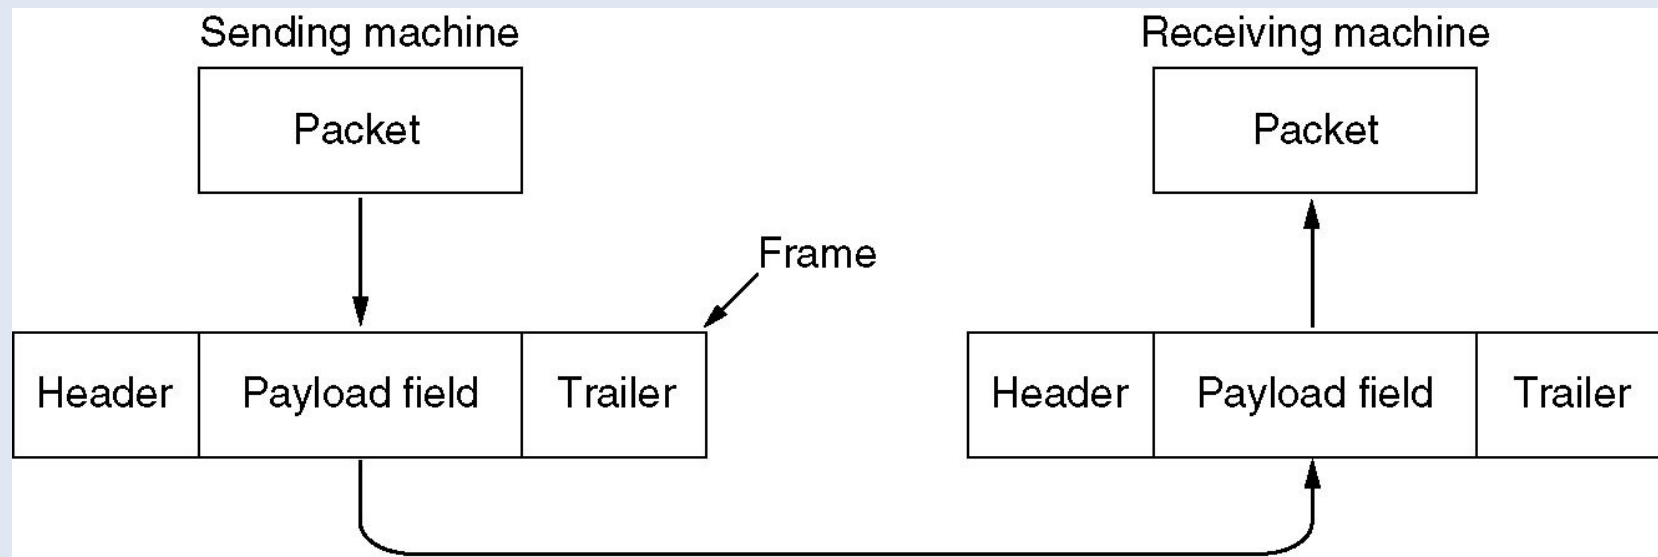 Sending machine
Receiving machine
Packet
Packet
Frame
Header
Payload field
Trailer
Header
Payload field
Trailer